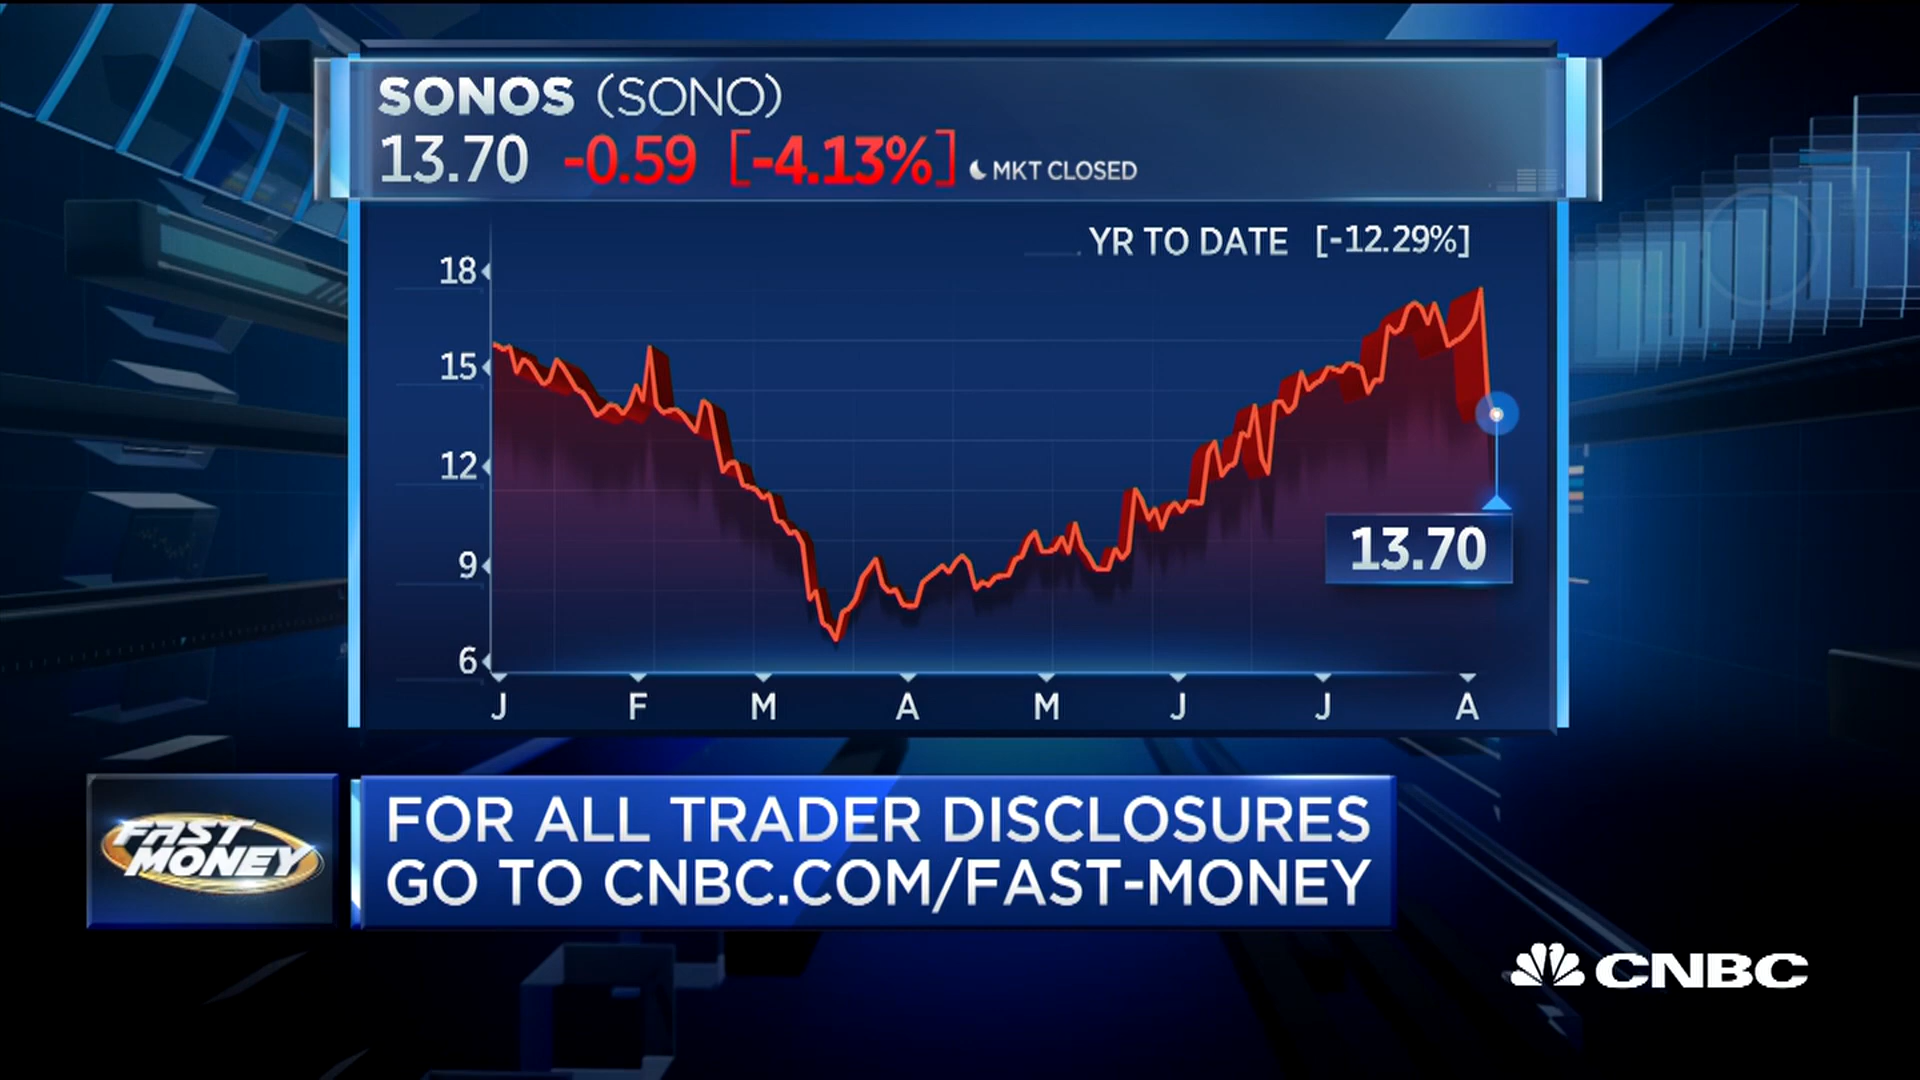 SONOS (SONO)
13.70 -0.59 [-4.13%] MKT CLOSED
YR TO DATE [-12.29%]
18
15
12
9
6
13.70
J F M A M J J A
FAST MONEY
FOR ALL TRADER DISCLOSURES
GO TO CNBC.COM/FAST-MONEY
CNBC